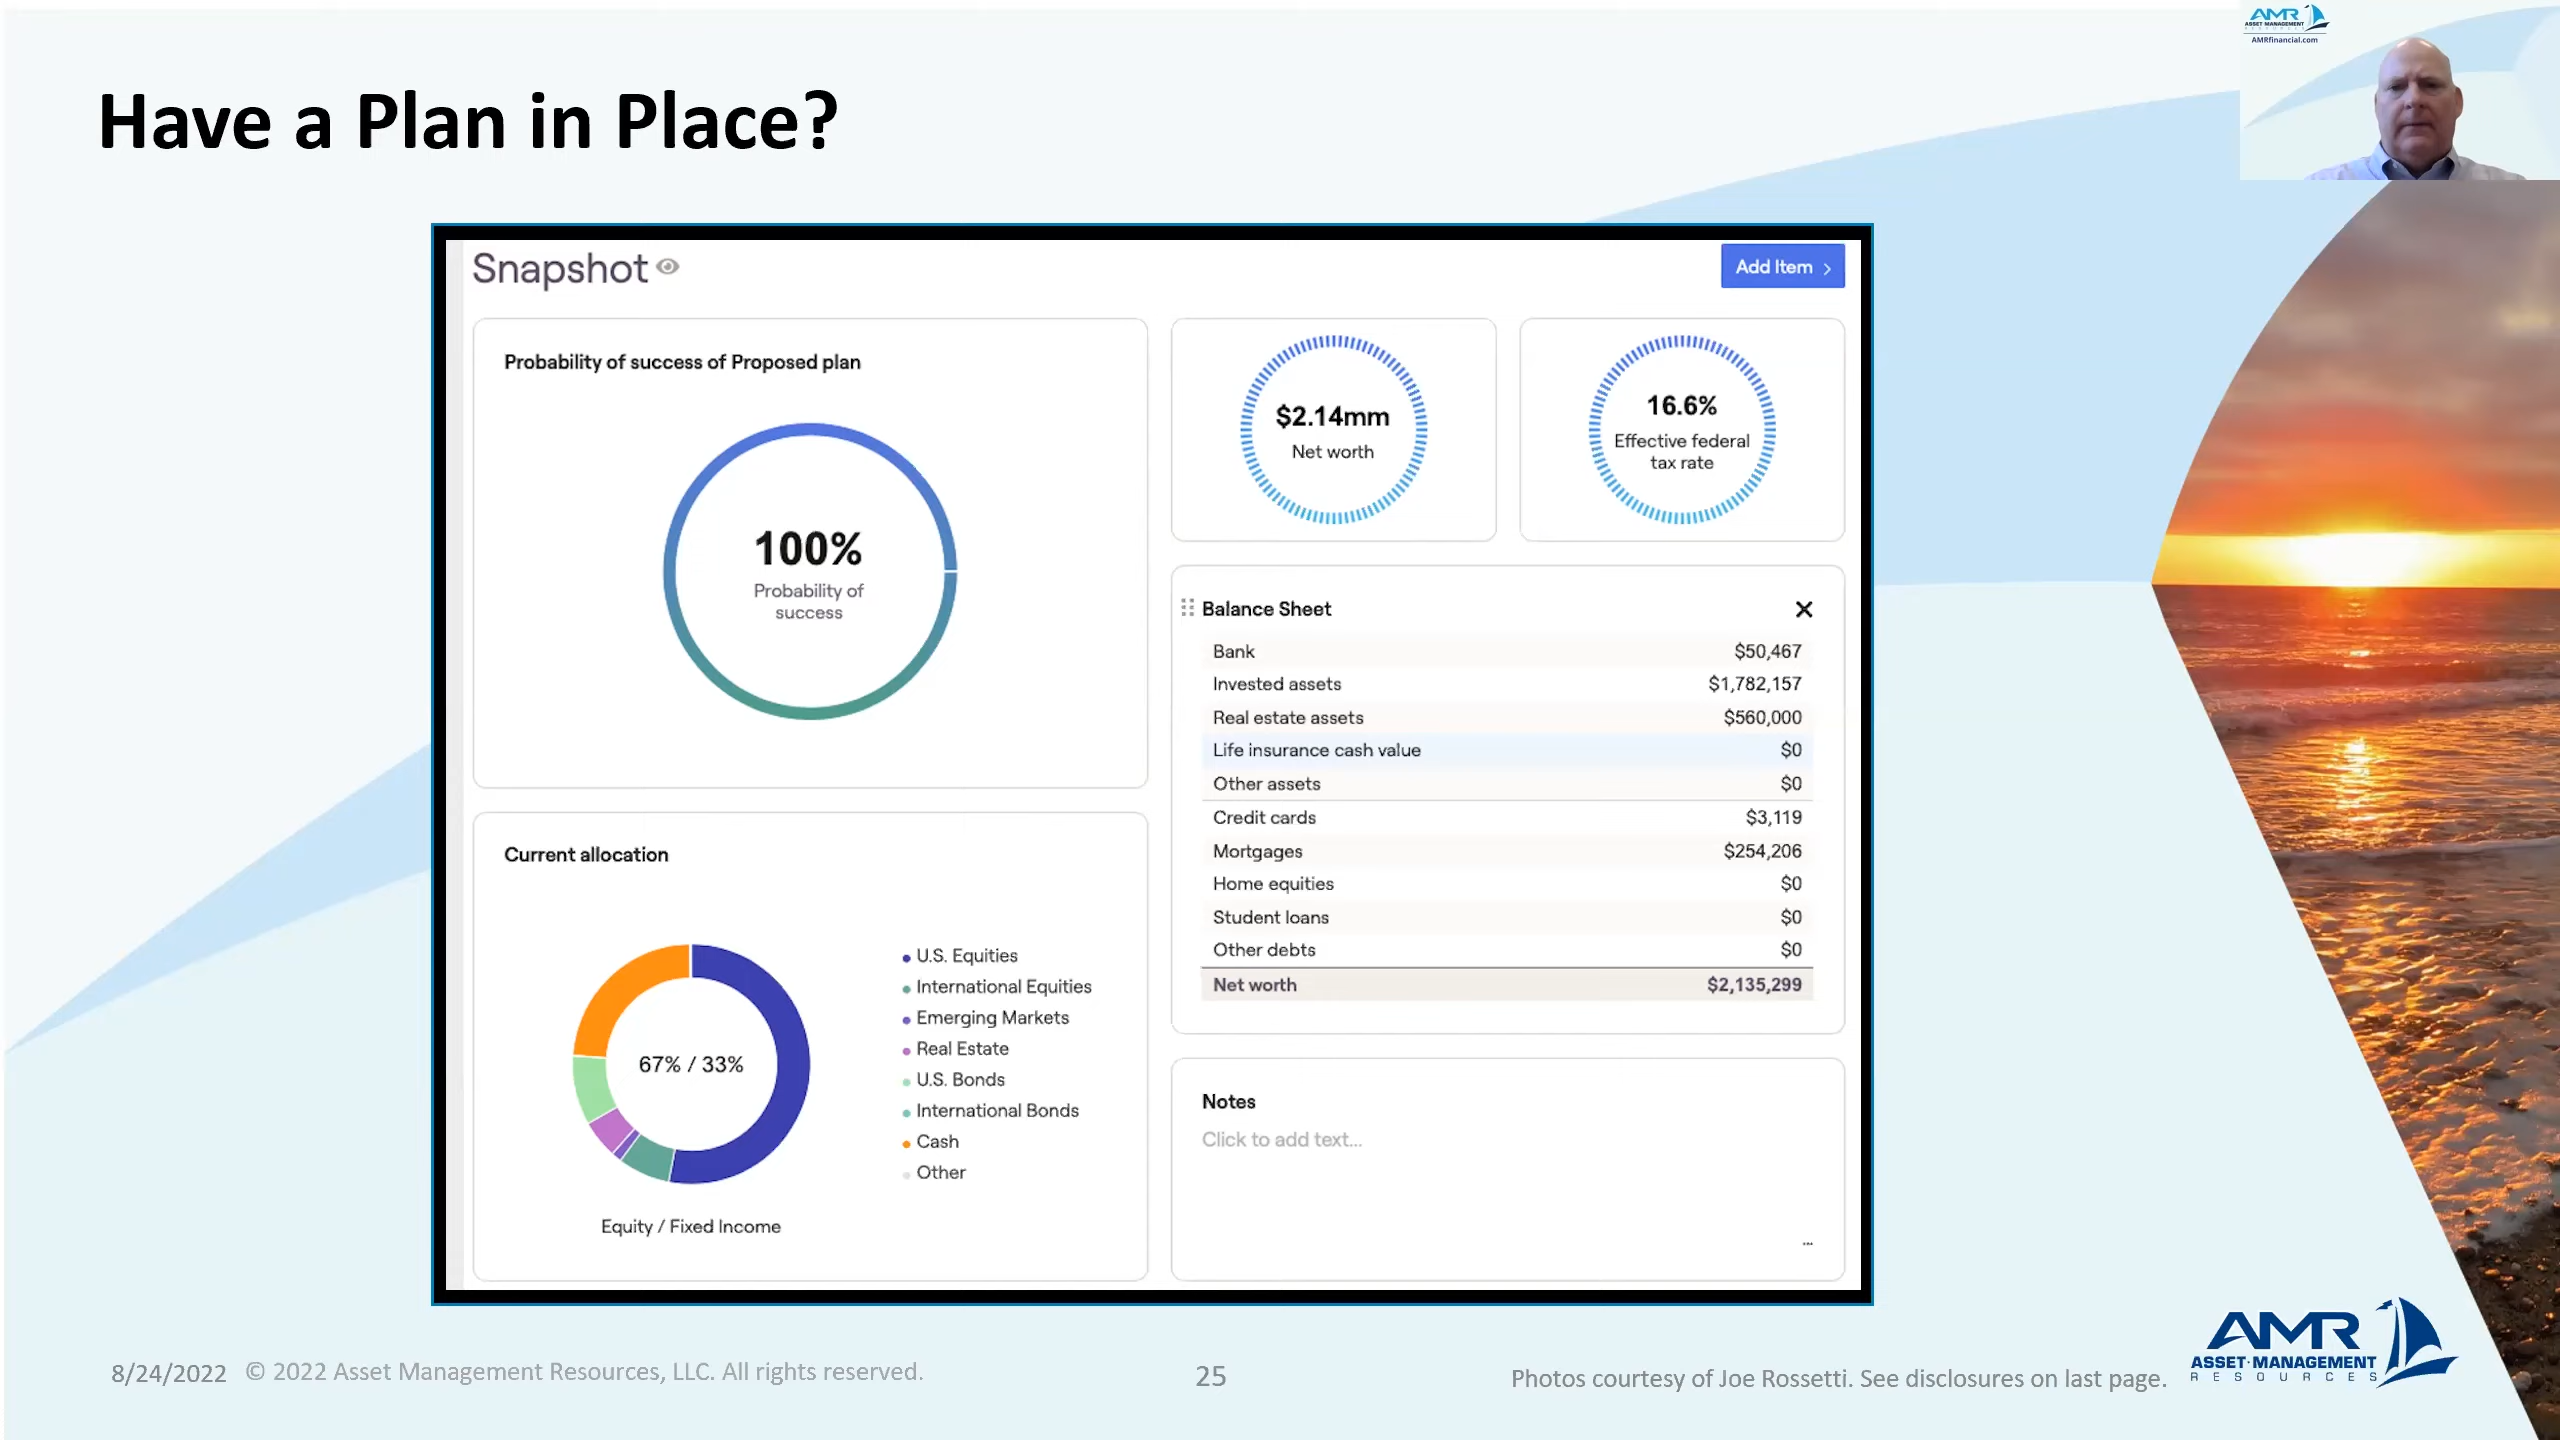 AMR
ASSET MANAGEMENT
RESOURCES
AMRfinancial.com
Have a Plan in Place?
Snapshot
Add Item >
Probability of success of Proposed plan
100%
Probability of
success
$2.14mm
Net worth
16.6%
Effective federal
tax rate
Balance Sheet
Bank $50,467
Invested assets $1,782,157
Real estate assets $560,000
Life insurance cash value $0
Other assets $0
Credit cards $3,119
Mortgages $254,206
Home equities $0
Student loans $0
Other debts $0
Net worth $2,135,299
Current allocation
67% / 33%
Equity / Fixed Income
U.S. Equities
International Equities
Emerging Markets
Real Estate
U.S. Bonds
International Bonds
Cash
Other
Notes
Click to add text...
8/24/2022 © 2022 Asset Management Resources, LLC. All rights reserved.
25
Photos courtesy of Joe Rossetti. See disclosures on last page.
AMR
ASSET·MANAGEMENT
RESOURCES